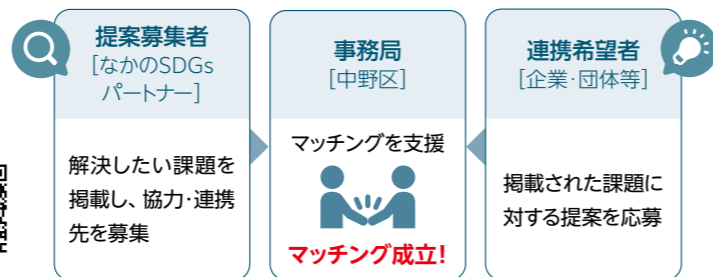 提案募集者
[なかのSDGs
パートナー]
解決したい課題を
掲載し、協力・連携
先を募集
事務局
[中野区]
マッチングを支援
マッチング成立!
連携希望者
[企業・団体等]
掲載された課題に
対する提案を応募